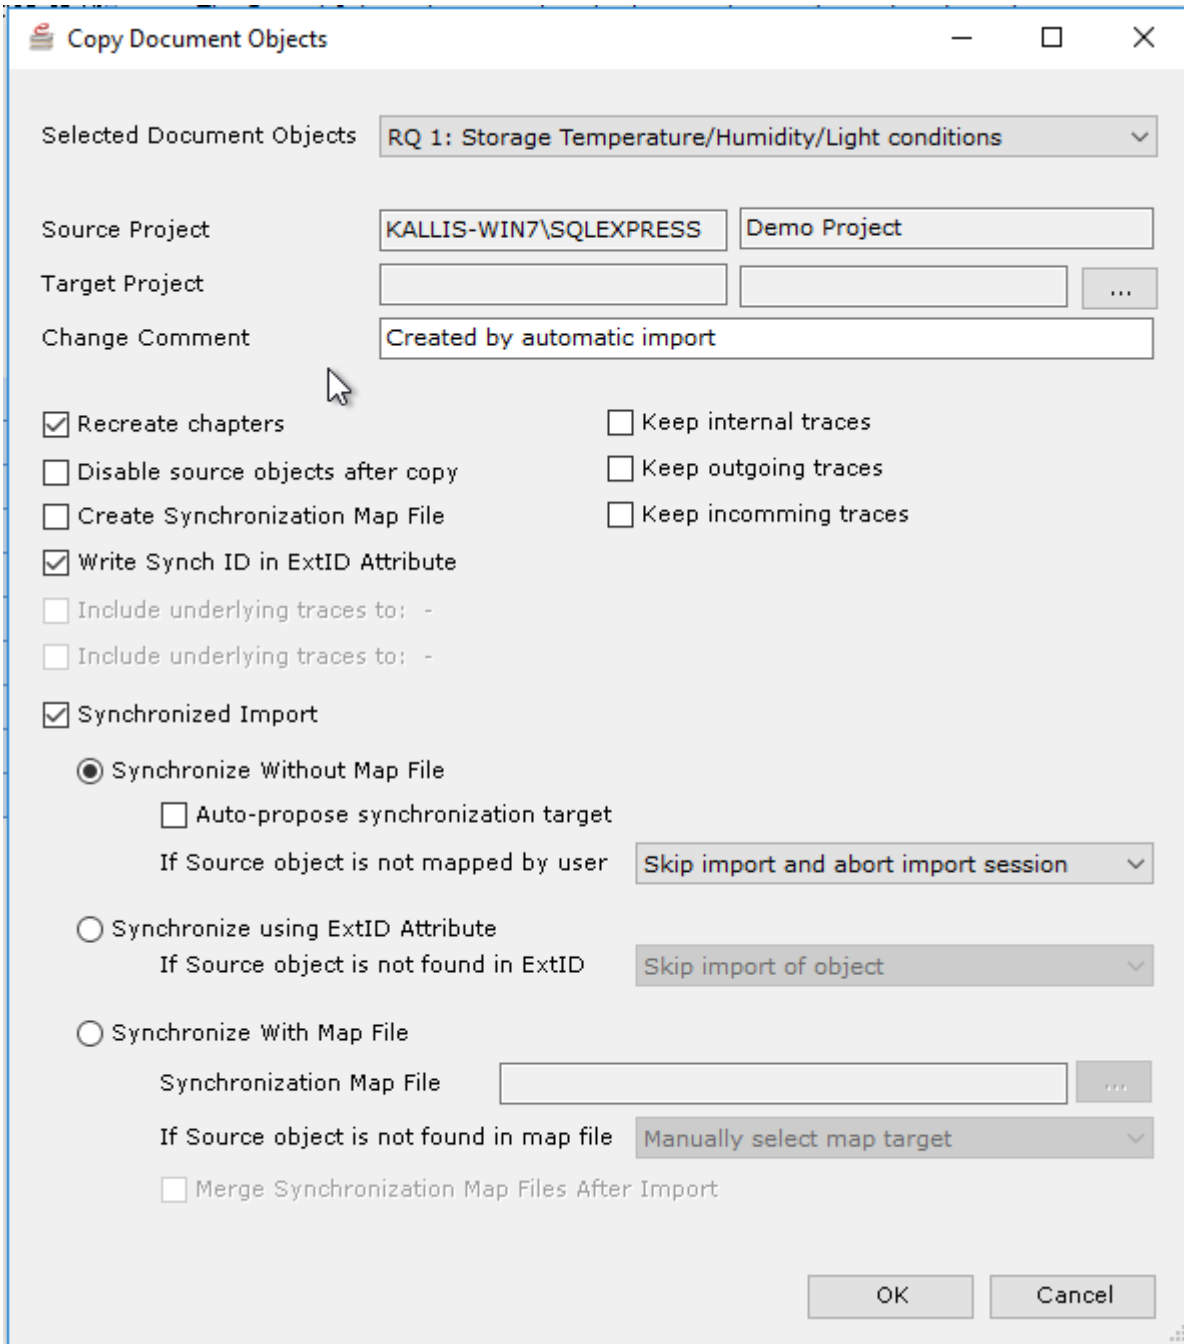 Copy Document Objects
Selected Document Objects RQ 1: Storage Temperature/Humidity/Light conditions
Source Project KALLIS-WIN7\SQLEXPRESS Demo Project
Target Project ...
Change Comment Created by automatic import
Recreate chapters Keep internal traces
Disable source objects after copy Keep outgoing traces
Create Synchronization Map File Keep incomming traces
Write Synch ID in ExtID Attribute
Include underlying traces to: -
Include underlying traces to: -
Synchronized Import
Synchronize Without Map File
Auto-propose synchronization target
If Source object is not mapped by user Skip import and abort import session
Synchronize using ExtID Attribute
If Source object is not found in ExtID Skip import of object
Synchronize With Map File
Synchronization Map File ...
If Source object is not found in map file Manually select map target
Merge Synchronization Map Files After Import
OK Cancel